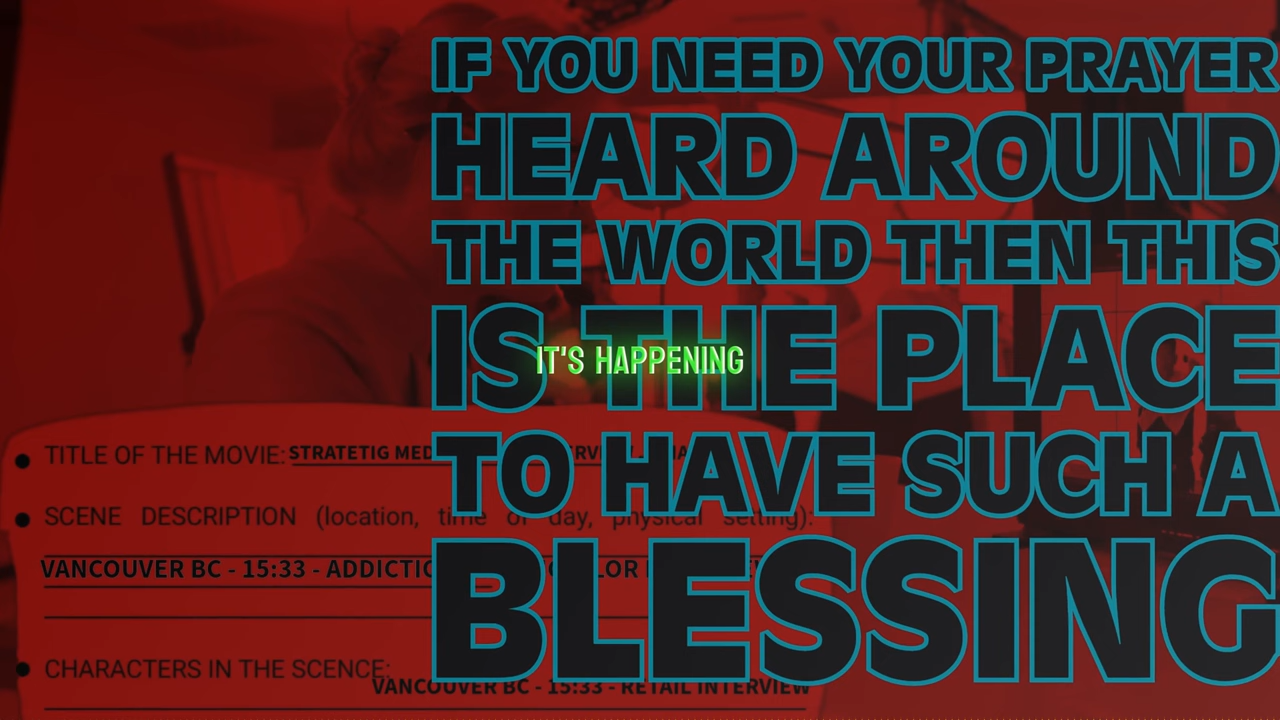 IF YOU NEED YOUR PRAYER
HEARD AROUND
THE WORLD THEN THIS
IS THE PLACE
IT'S HAPPENING
TO HAVE SUCH A
BLESSING
TITLE OF THE MOVIE: STRATETIG
SCENE DESCRIPTION (location, time of day, physical setting):
VANCOUVER BC - 15:33 -
CHARACTERS IN THE SCENCE:
VANCOUVER BC - 15:33 - RETAIL INTERVIEW